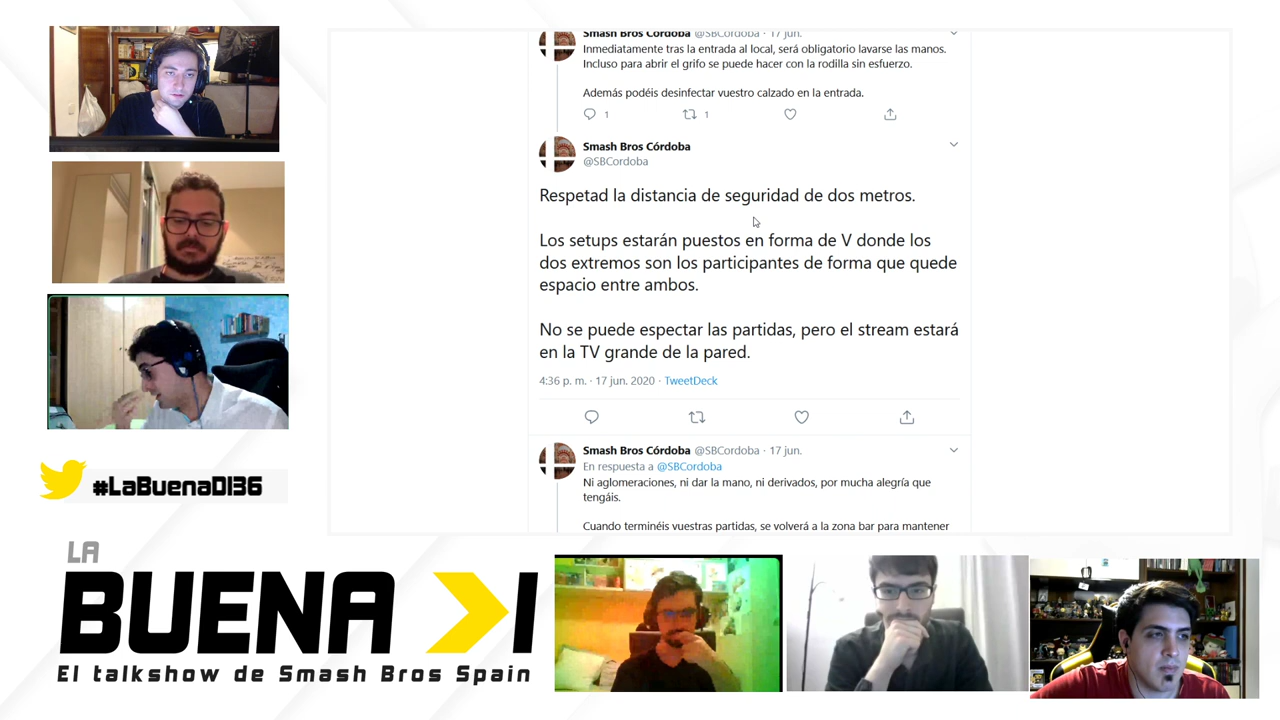 Smash Bros Córdoba @SBCordoba · 17 jun.
Inmediatamente tras la entrada al local, será obligatorio lavarse las manos.
Incluso para abrir el grifo se puede hacer con la rodilla sin esfuerzo.
Además podéis desinfectar vuestro calzado en la entrada.
1 1
Smash Bros Córdoba
@SBCordoba
Respetad la distancia de seguridad de dos metros.
Los setups estarán puestos en forma de V donde los
dos extremos son los participantes de forma que quede
espacio entre ambos.
No se puede espectar las partidas, pero el stream estará
en la TV grande de la pared.
4:36 p. m. · 17 jun. 2020 · TweetDeck
Smash Bros Córdoba @SBCordoba · 17 jun.
En respuesta a @SBCordoba
Ni aglomeraciones, ni dar la mano, ni derivados, por mucha alegría que
tengáis.
Cuando terminéis vuestras partidas, se volverá a la zona bar para mantener
#LaBuenaDI36
LA
BUENA DI
El talkshow de Smash Bros Spain